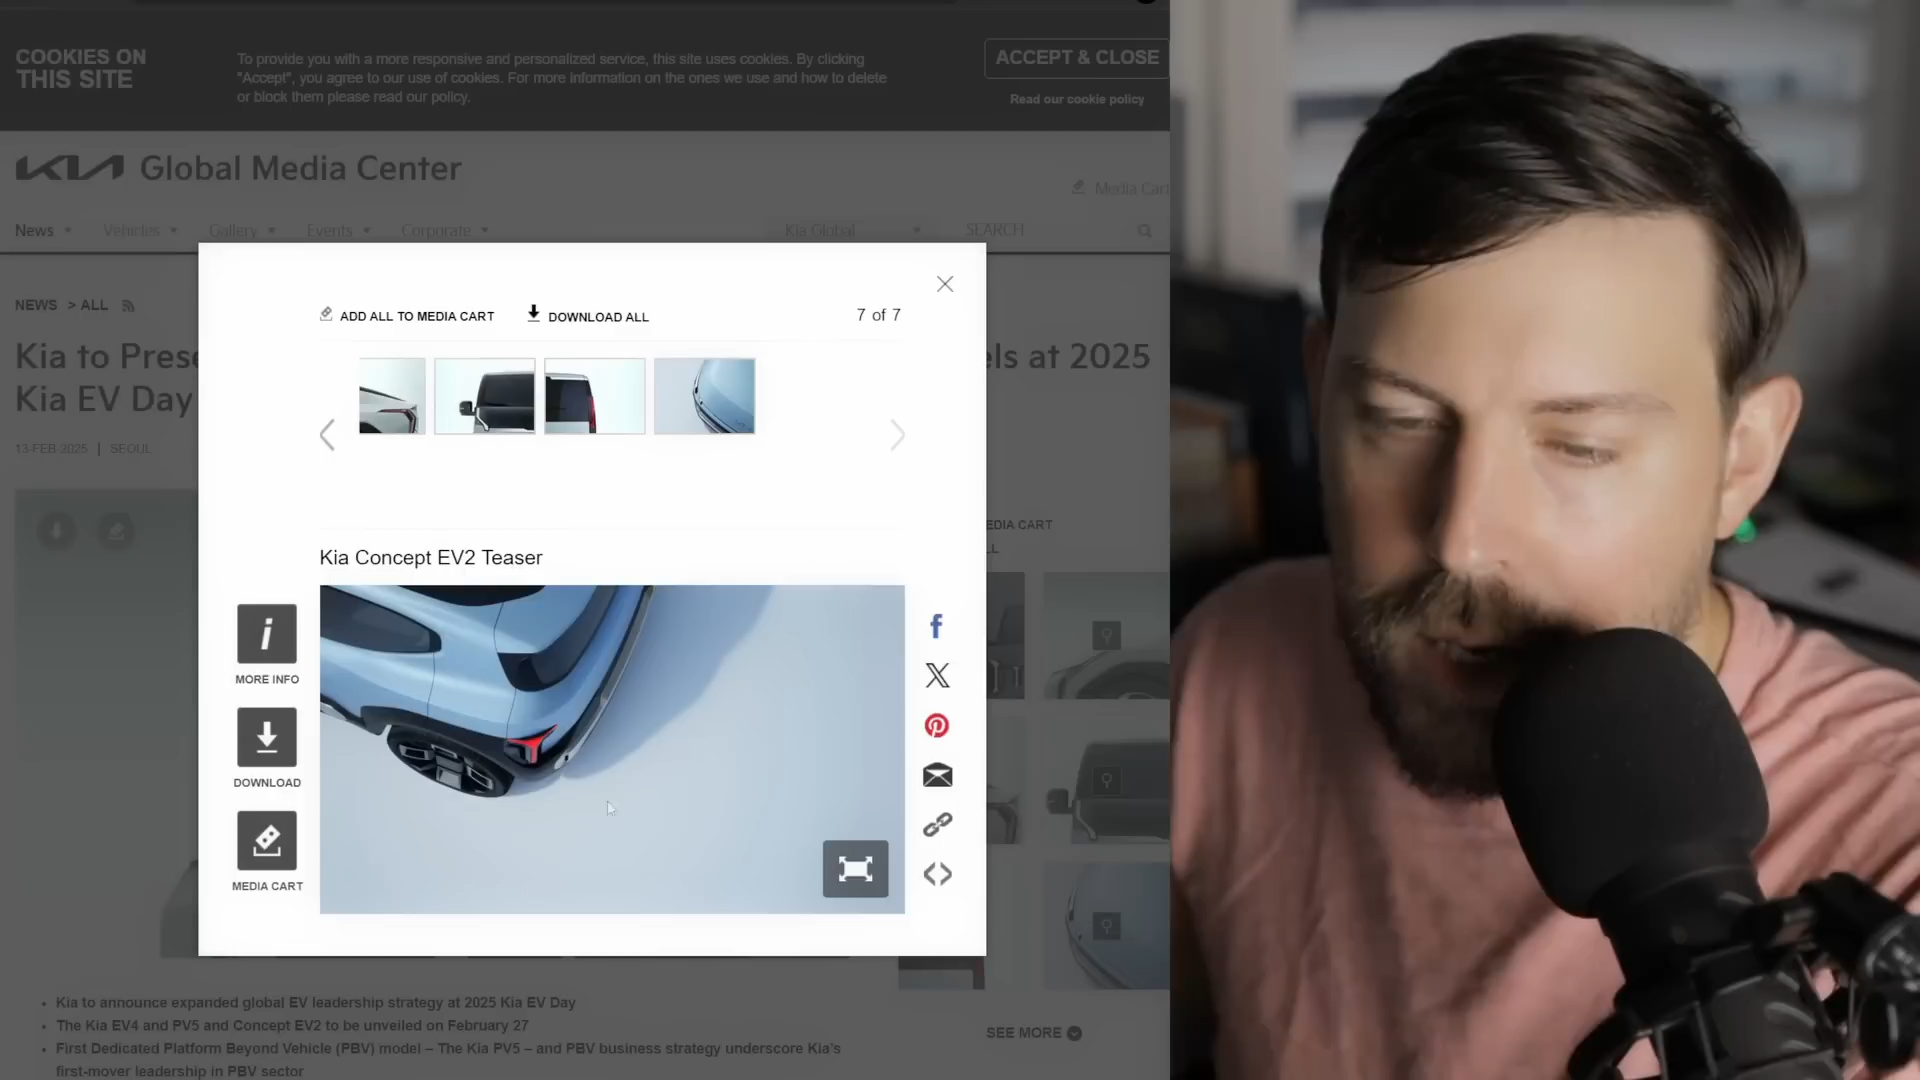 COOKIES ON
THIS SITE
To provide you with a more responsive and personalized service, this site uses cookies. By clicking
"Accept", you agree to our use of cookies. For more information on the ones we use and how to delete
or block them please read our policy.
ACCEPT & CLOSE
Read our cookie policy
KIA Global Media Center
Media Cart
News Vehicles Gallery Events Corporate Kia Global SEARCH
NEWS > ALL
Kia to Prese els at 2025
Kia EV Day
13-FEB-2025 | SEOUL
ADD ALL TO MEDIA CART DOWNLOAD ALL 7 of 7
EDIA CART
LL
Kia Concept EV2 Teaser
i
MORE INFO
DOWNLOAD
MEDIA CART
• Kia to announce expanded global EV leadership strategy at 2025 Kia EV Day
• The Kia EV4 and PV5 and Concept EV2 to be unveiled on February 27
• First Dedicated Platform Beyond Vehicle (PBV) model – The Kia PV5 – and PBV business strategy underscore Kia's
first-mover leadership in PBV sector
SEE MORE